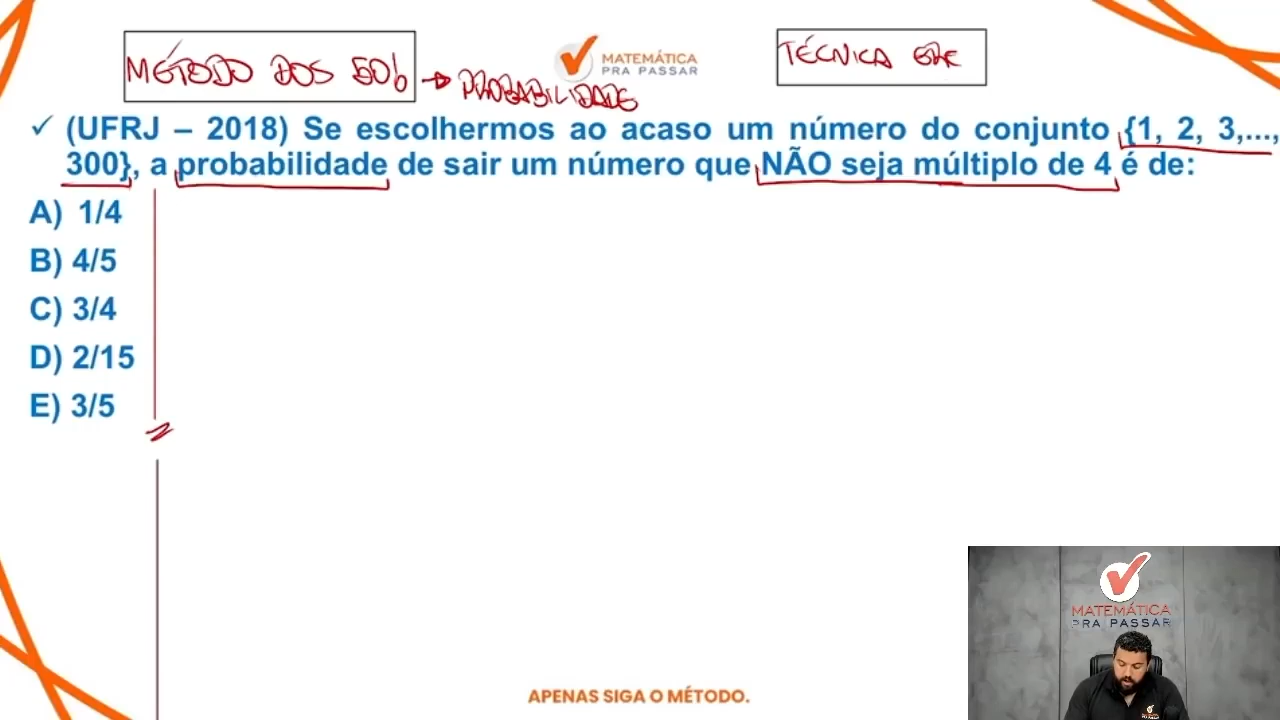 MÉTODO DOS 50%
PROBABILIDADE
MATEMÁTICA
PRA PASSAR
TÉCNICA
✓ (UFRJ – 2018) Se escolhermos ao acaso um número do conjunto {1, 2, 3,...,
300}, a probabilidade de sair um número que NÃO seja múltiplo de 4 é de:
A) 1/4
B) 4/5
C) 3/4
D) 2/15
E) 3/5
MATEMÁTICA
PRA PASSAR
APENAS SIGA O MÉTODO.